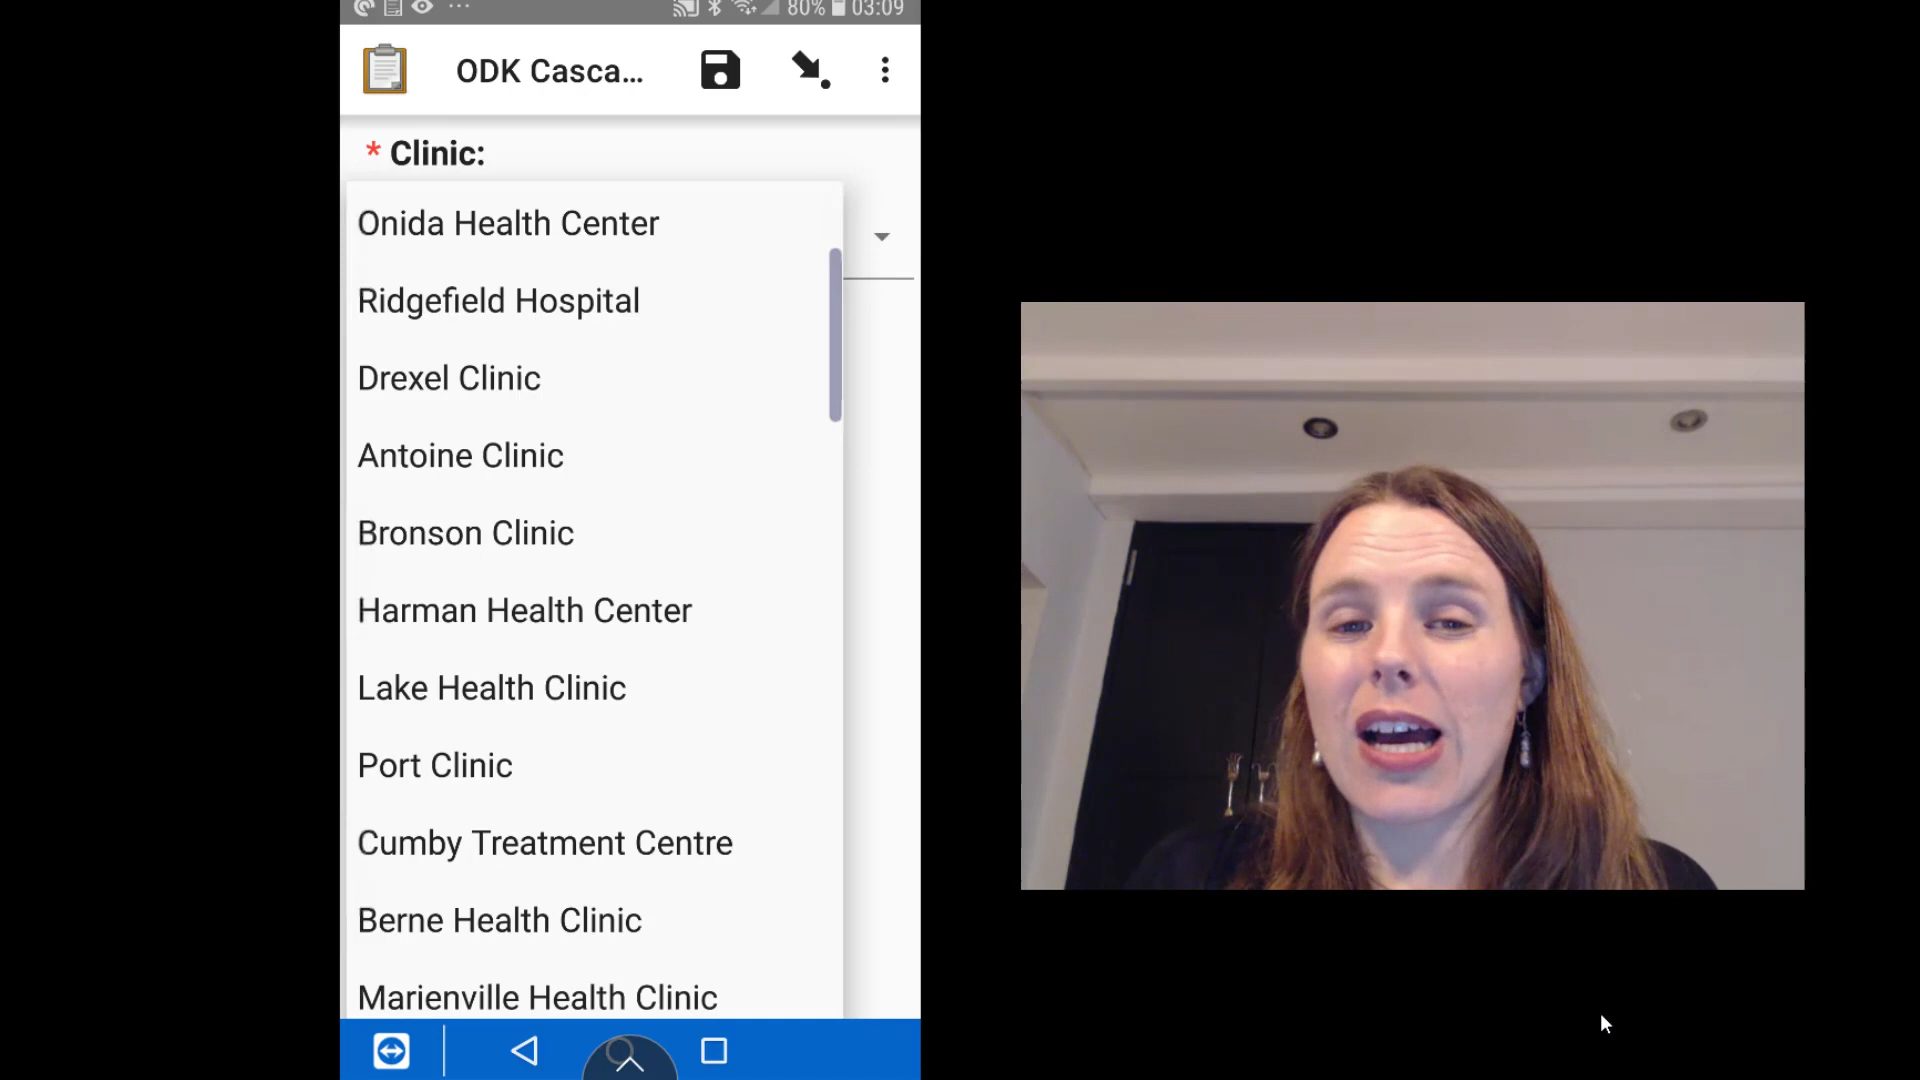 80% 03:09
ODK Casca...
* Clinic:
Onida Health Center
Ridgefield Hospital
Drexel Clinic
Antoine Clinic
Bronson Clinic
Harman Health Center
Lake Health Clinic
Port Clinic
Cumby Treatment Centre
Berne Health Clinic
Marienville Health Clinic